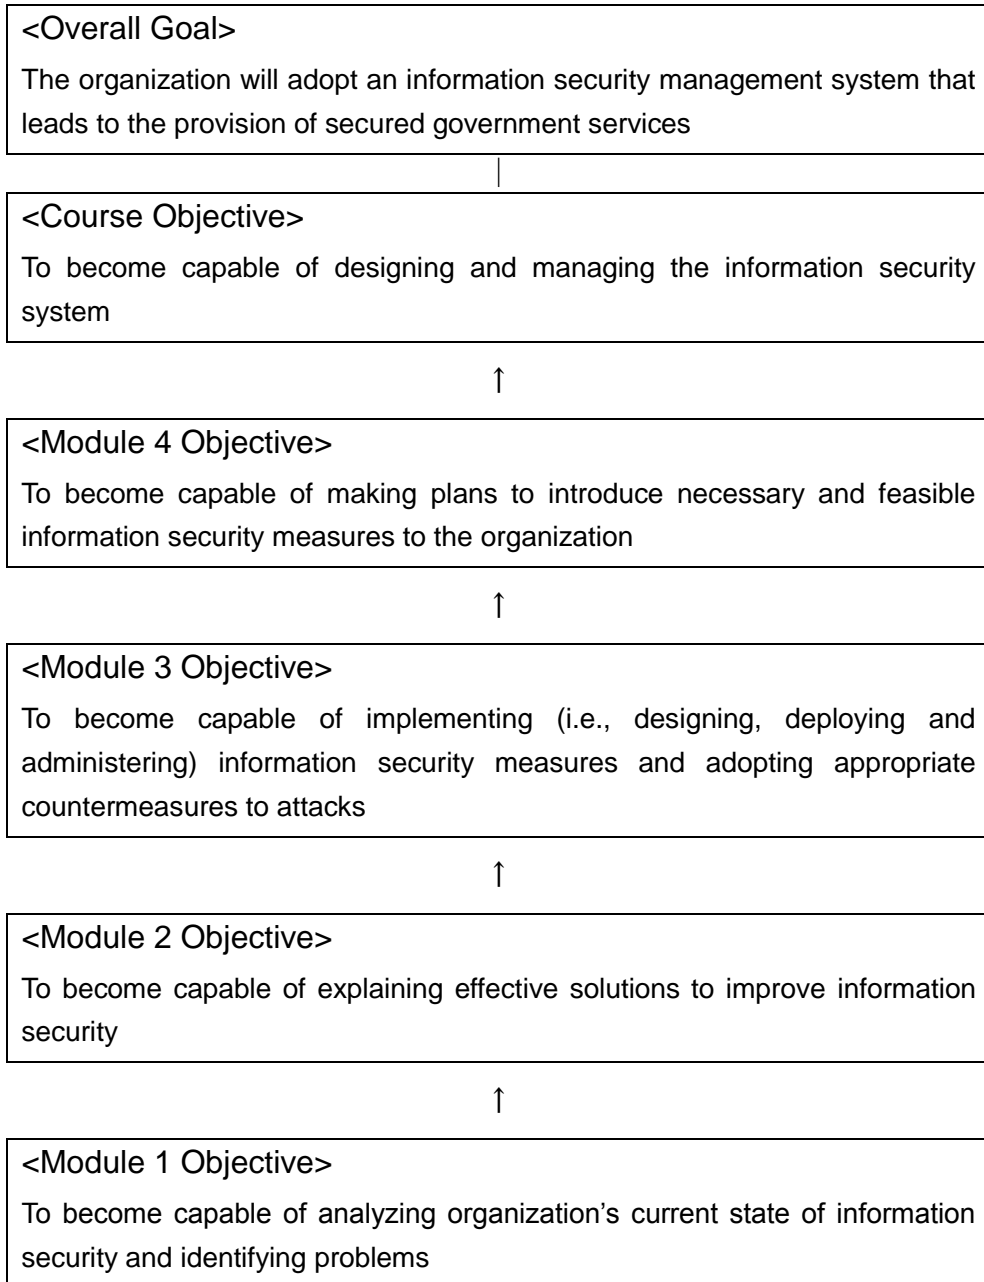 <Overall Goal>
The organization will adopt an information security management system that
leads to the provision of secured government services
|
<Course Objective>
To become capable of designing and managing the information security
system
↑
<Module 4 Objective>
To become capable of making plans to introduce necessary and feasible
information security measures to the organization
↑
<Module 3 Objective>
To become capable of implementing (i.e., designing, deploying and
administering) information security measures and adopting appropriate
countermeasures to attacks
↑
<Module 2 Objective>
To become capable of explaining effective solutions to improve information
security
↑
<Module 1 Objective>
To become capable of analyzing organization’s current state of information
security and identifying problems